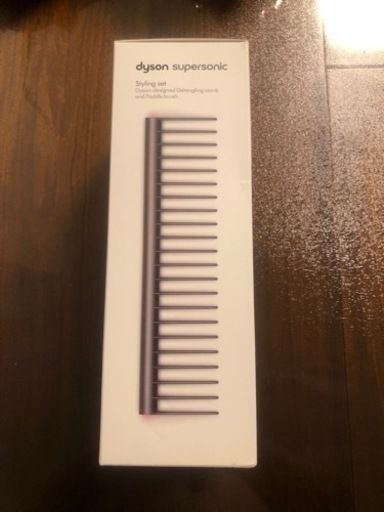 dyson supersonic
Styling set
Dyson designed Detangling comb
and Paddle brush